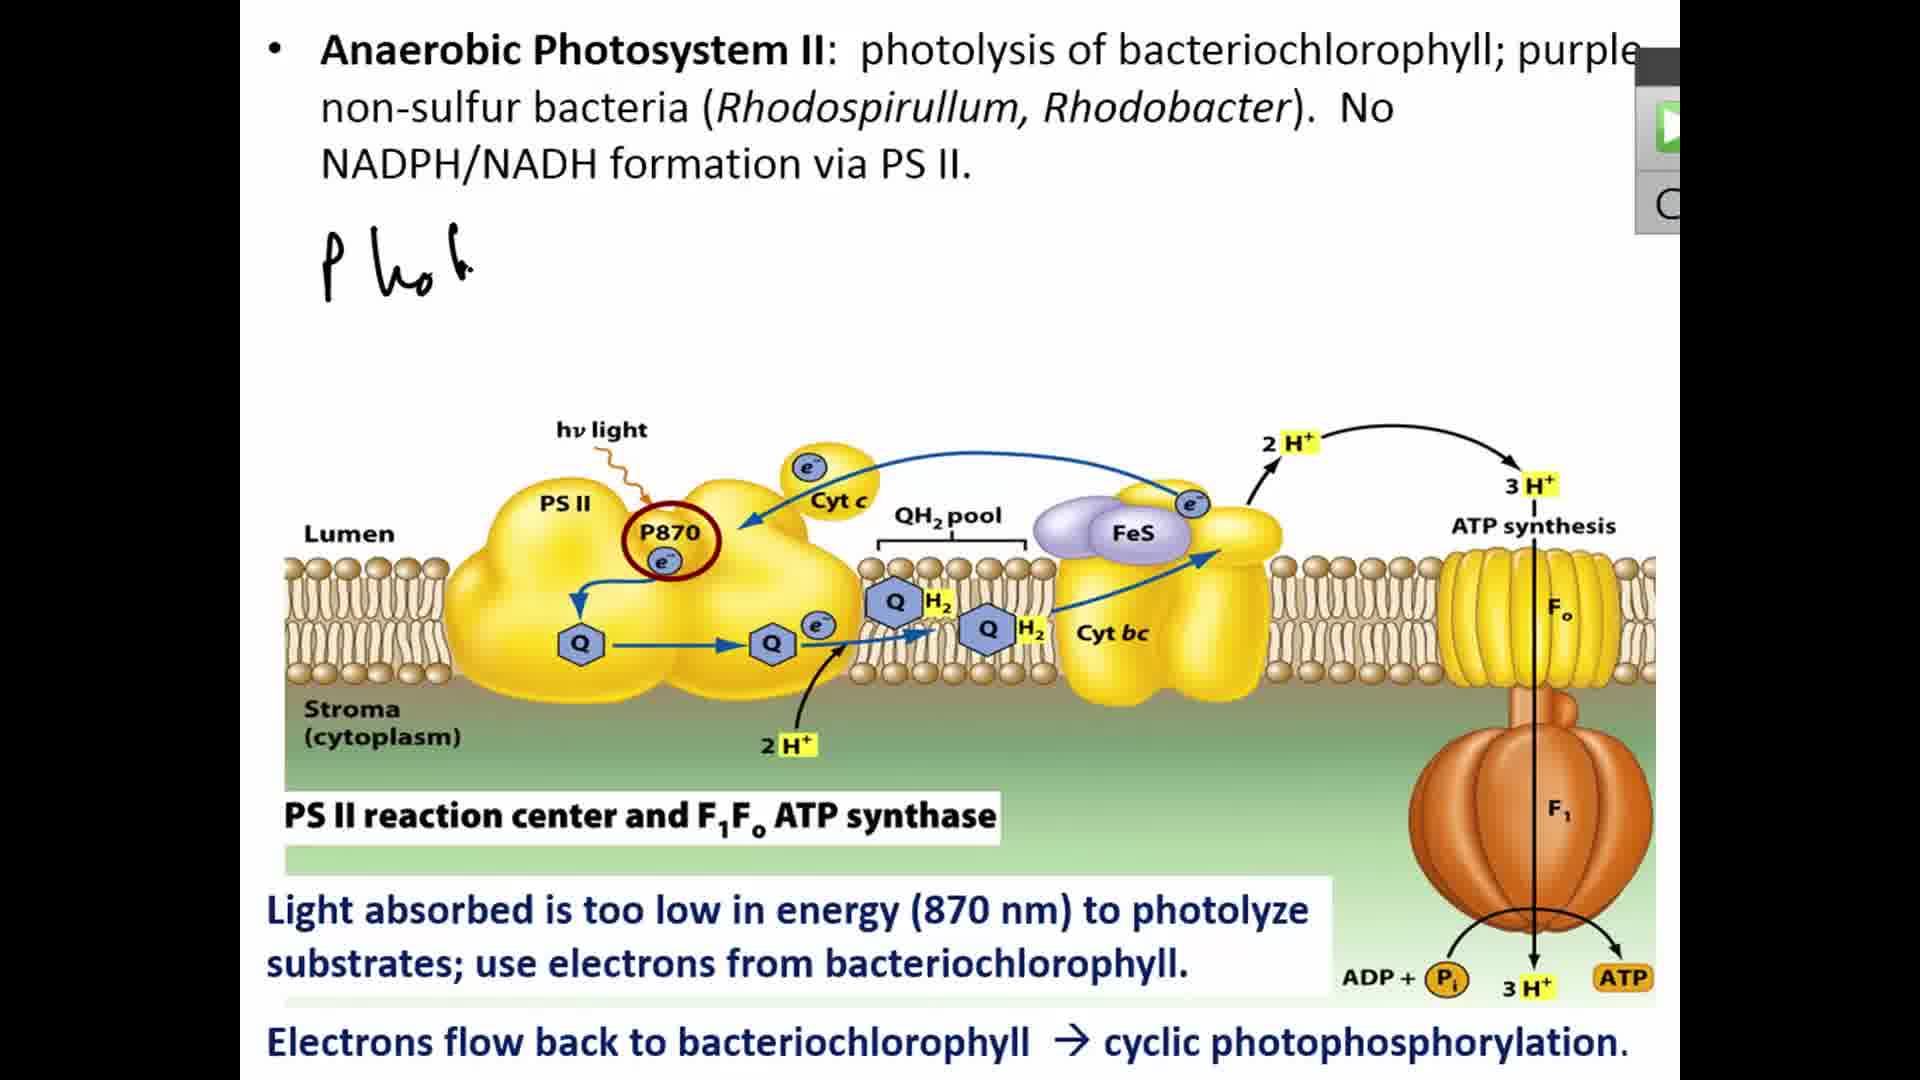 • Anaerobic Photosystem II: photolysis of bacteriochlorophyll; purple
non-sulfur bacteria (Rhodospirullum, Rhodobacter). No
NADPH/NADH formation via PS II.
Phot
hν light
PS II
P870
e⁻
e⁻
Cyt c
QH₂ pool
e⁻
FeS
2 H⁺
3 H⁺
ATP synthesis
Lumen
Q
Q
e⁻
Q H₂
Q H₂
Cyt bc
Fₒ
Stroma
(cytoplasm)
2 H⁺
PS II reaction center and F₁Fₒ ATP synthase
F₁
Light absorbed is too low in energy (870 nm) to photolyze
substrates; use electrons from bacteriochlorophyll.
ADP + Pᵢ
3 H⁺
ATP
Electrons flow back to bacteriochlorophyll → cyclic photophosphorylation.